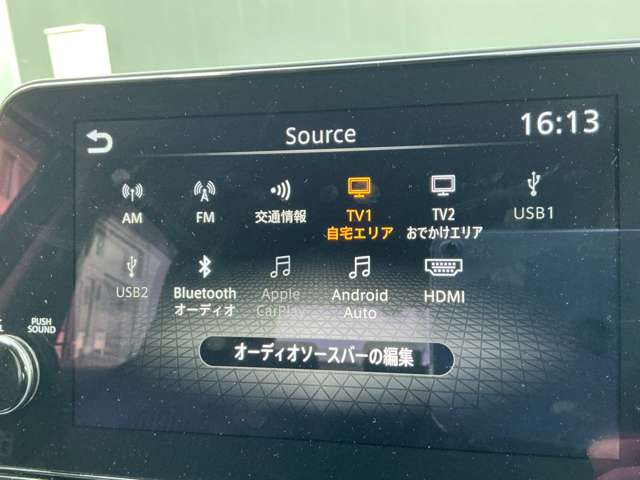 Source
16:13
AM
FM
交通情報
TV1
自宅エリア
TV2
おでかけエリア
USB1
USB2
Bluetooth
オーディオ
Apple
CarPlay
Android
Auto
HDMI
オーディオソースバーの編集
PUSH
SOUND